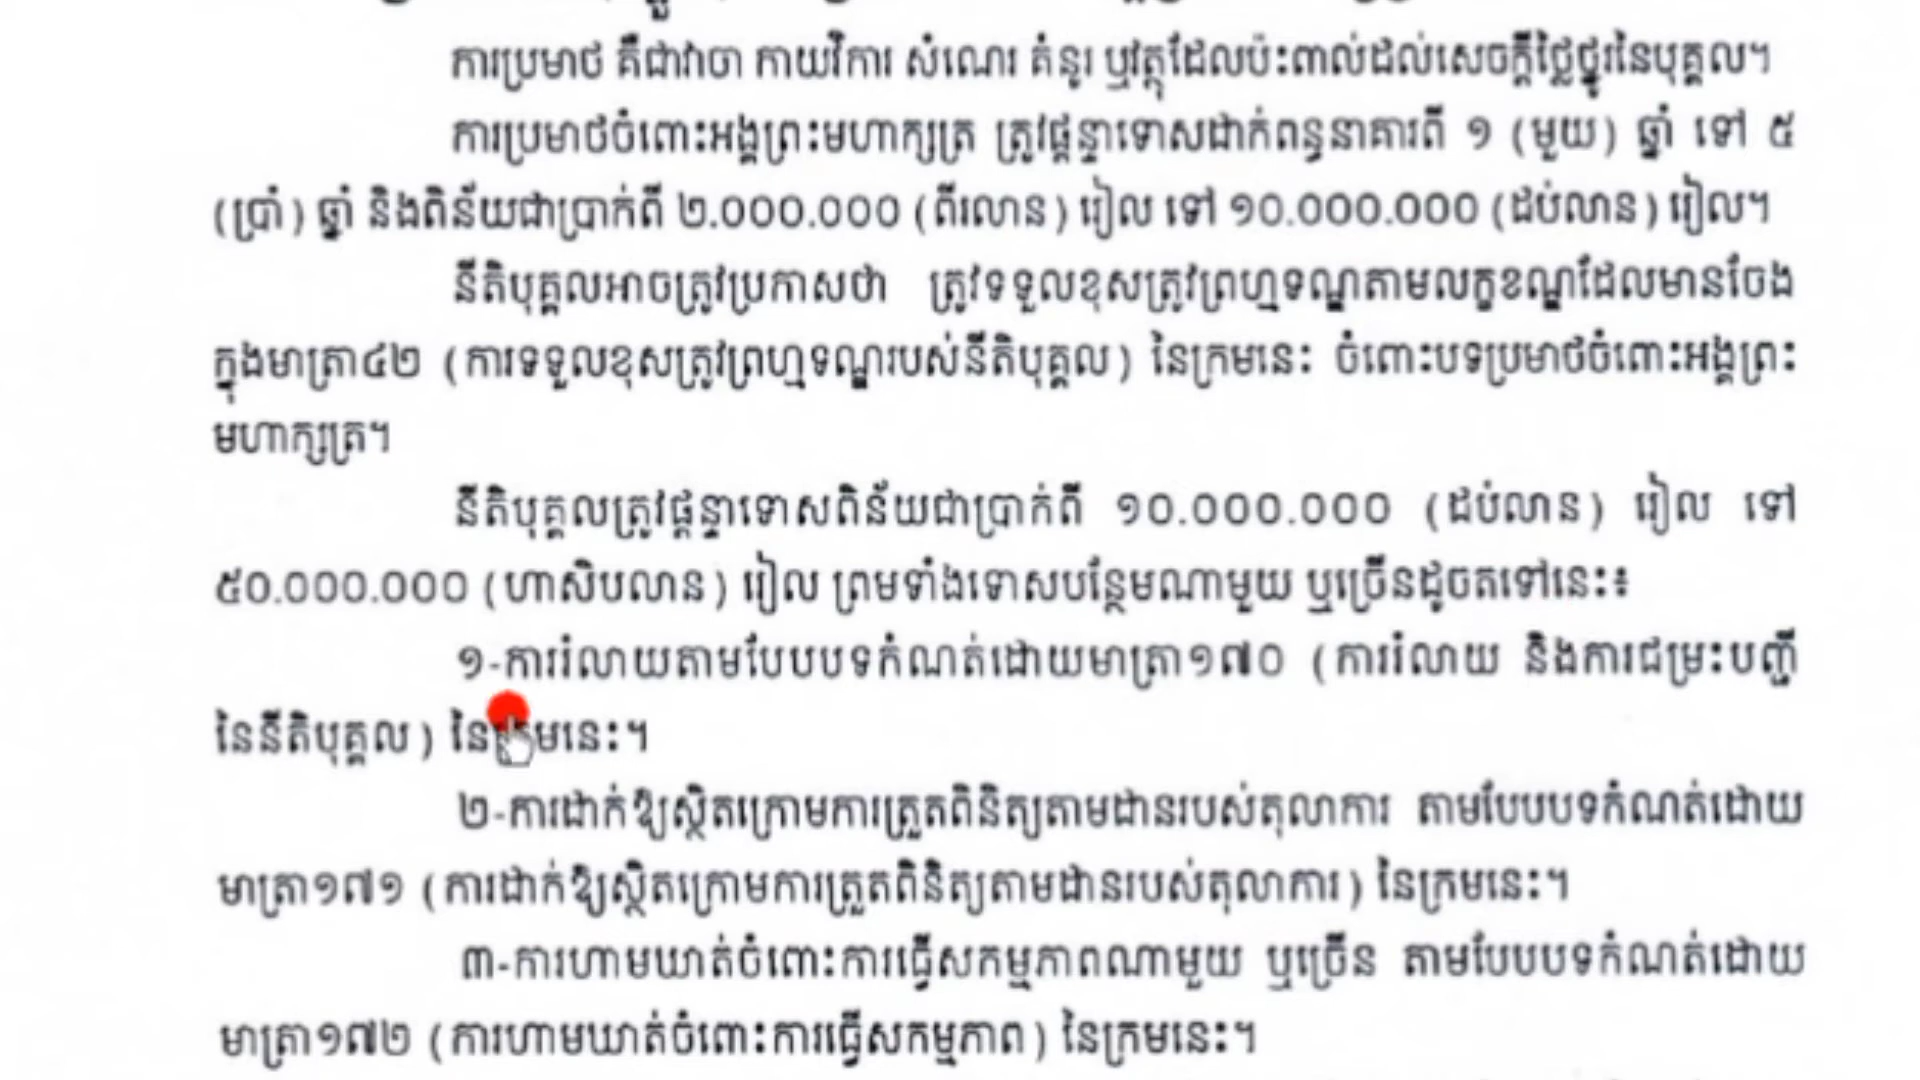 ការប្រមាថ គឺជាវាចា កាយវិការ សំណេរ គំនូរ ឬវត្ថុដែលប៉ះពាល់ដល់សេចក្ដីថ្លៃថ្នូរនៃបុគ្គល។
ការប្រមាថចំពោះអង្គព្រះមហាក្សត្រ ត្រូវផ្ដន្ទាទោសដាក់ពន្ធនាគារពី ១ (មួយ) ឆ្នាំ ទៅ ៥
(ប្រាំ) ឆ្នាំ និងពិន័យជាប្រាក់ពី ២.០០០.០០០ (ពីរលាន) រៀល ទៅ ១០.០០០.០០០ (ដប់លាន) រៀល។
នីតិបុគ្គលអាចត្រូវប្រកាសថា ត្រូវទទួលខុសត្រូវព្រហ្មទណ្ឌតាមលក្ខខណ្ឌដែលមានចែង
ក្នុងមាត្រា៤២ (ការទទួលខុសត្រូវព្រហ្មទណ្ឌរបស់នីតិបុគ្គល) នៃក្រមនេះ ចំពោះបទប្រមាថចំពោះអង្គព្រះ
មហាក្សត្រ។
នីតិបុគ្គលត្រូវផ្ដន្ទាទោសពិន័យជាប្រាក់ពី ១០.០០០.០០០ (ដប់លាន) រៀល ទៅ
៥០.០០០.០០០ (ហាសិបលាន) រៀល ព្រមទាំងទោសបន្ថែមណាមួយ ឬច្រើនដូចតទៅនេះ៖
១-ការរំលាយតាមបែបបទកំណត់ដោយមាត្រា១៧០ (ការរំលាយ និងការជម្រះបញ្ជី
នៃនីតិបុគ្គល) នៃក្រមនេះ។
២-ការដាក់ឱ្យស្ថិតក្រោមការត្រួតពិនិត្យតាមដានរបស់តុលាការ តាមបែបបទកំណត់ដោយ
មាត្រា១៧១ (ការដាក់ឱ្យស្ថិតក្រោមការត្រួតពិនិត្យតាមដានរបស់តុលាការ) នៃក្រមនេះ។
៣-ការហាមឃាត់ចំពោះការធ្វើសកម្មភាពណាមួយ ឬច្រើន តាមបែបបទកំណត់ដោយ
មាត្រា១៧២ (ការហាមឃាត់ចំពោះការធ្វើសកម្មភាព) នៃក្រមនេះ។